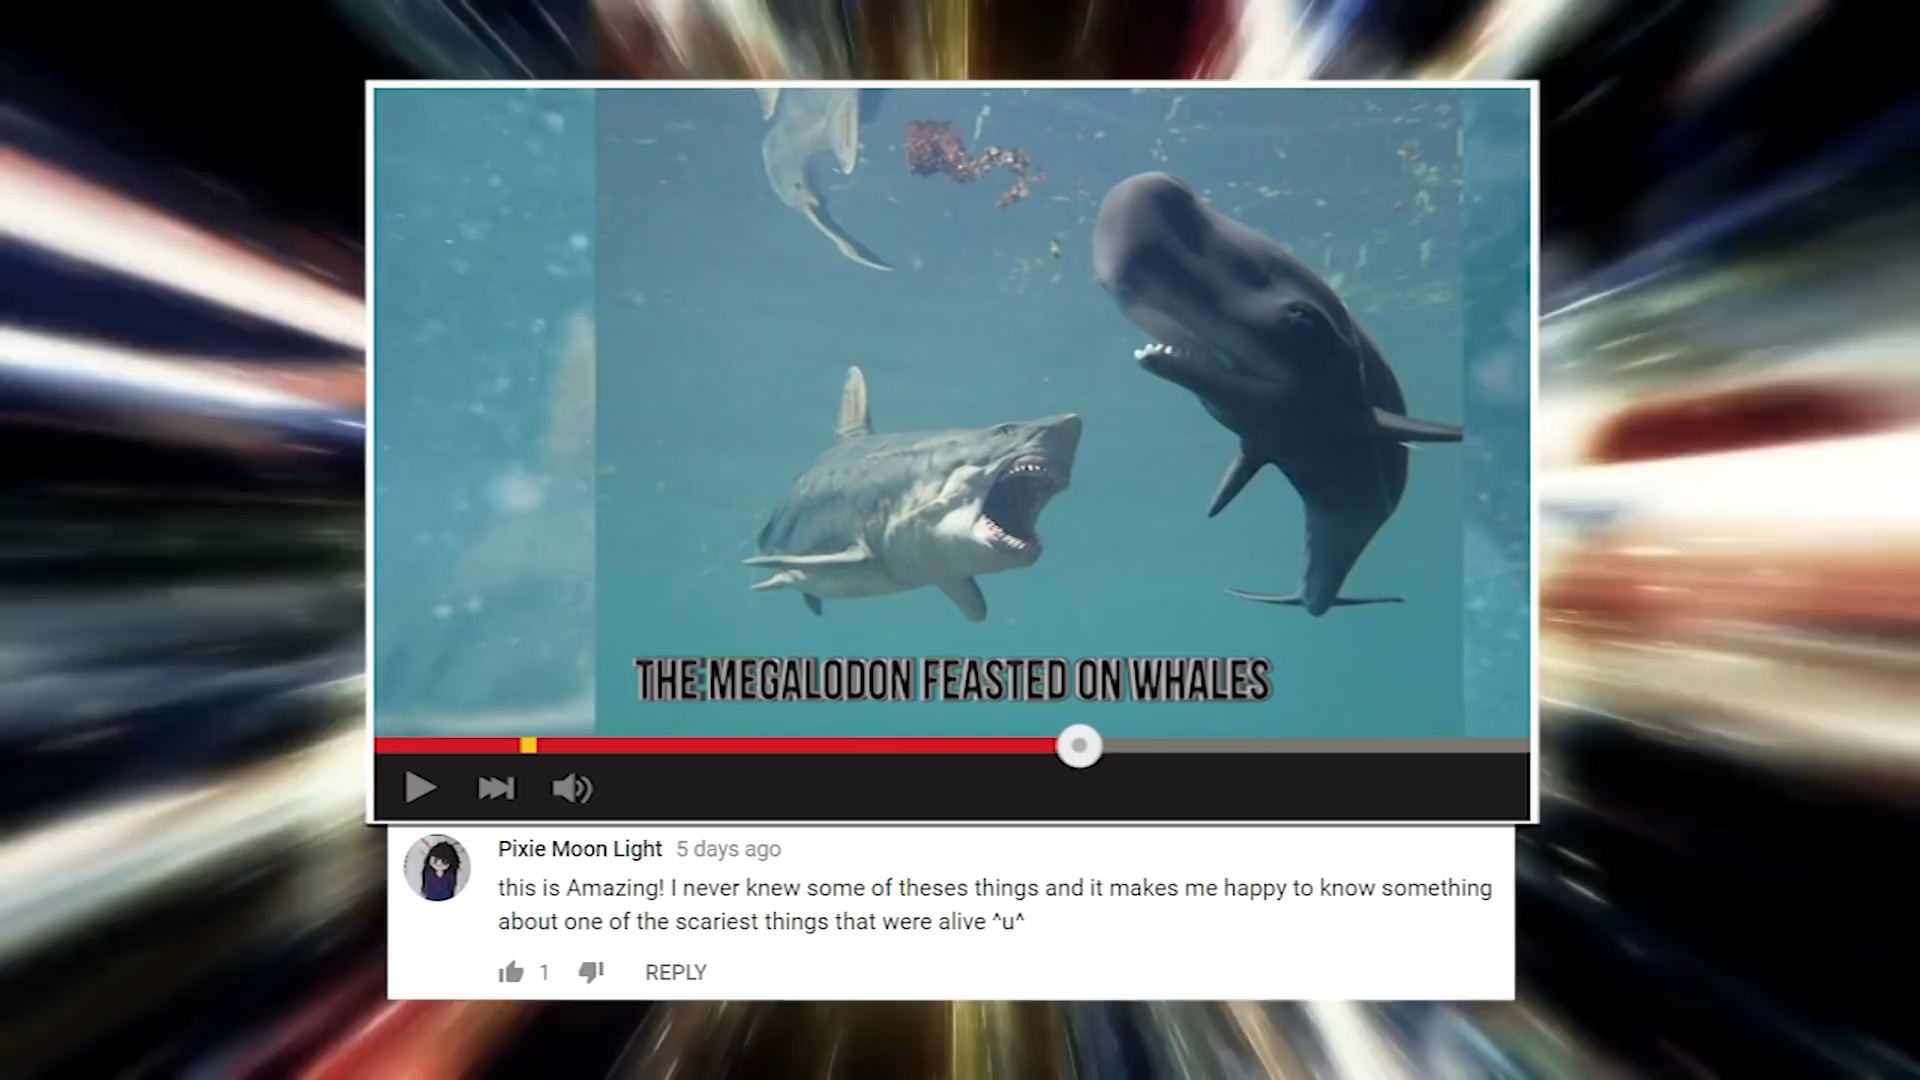 THE MEGALODON FEASTED ON WHALES
Pixie Moon Light 5 days ago
this is Amazing! I never knew some of theses things and it makes me happy to know something
about one of the scariest things that were alive ^u^
1 REPLY